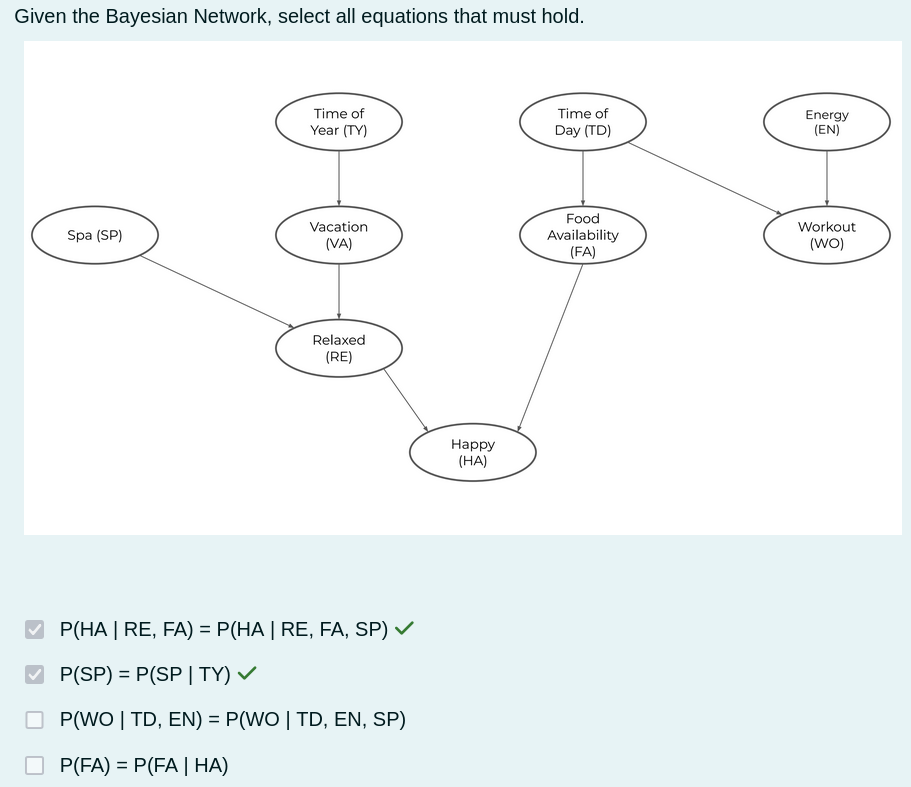 Given the Bayesian Network, select all equations that must hold.
Time of
Year (TY)
Time of
Day (TD)
Energy
(EN)
Spa (SP)
Vacation
(VA)
Food
Availability
(FA)
Workout
(WO)
Relaxed
(RE)
Happy
(HA)
P(HA | RE, FA) = P(HA | RE, FA, SP)
P(SP) = P(SP | TY)
P(WO | TD, EN) = P(WO | TD, EN, SP)
P(FA) = P(FA | HA)